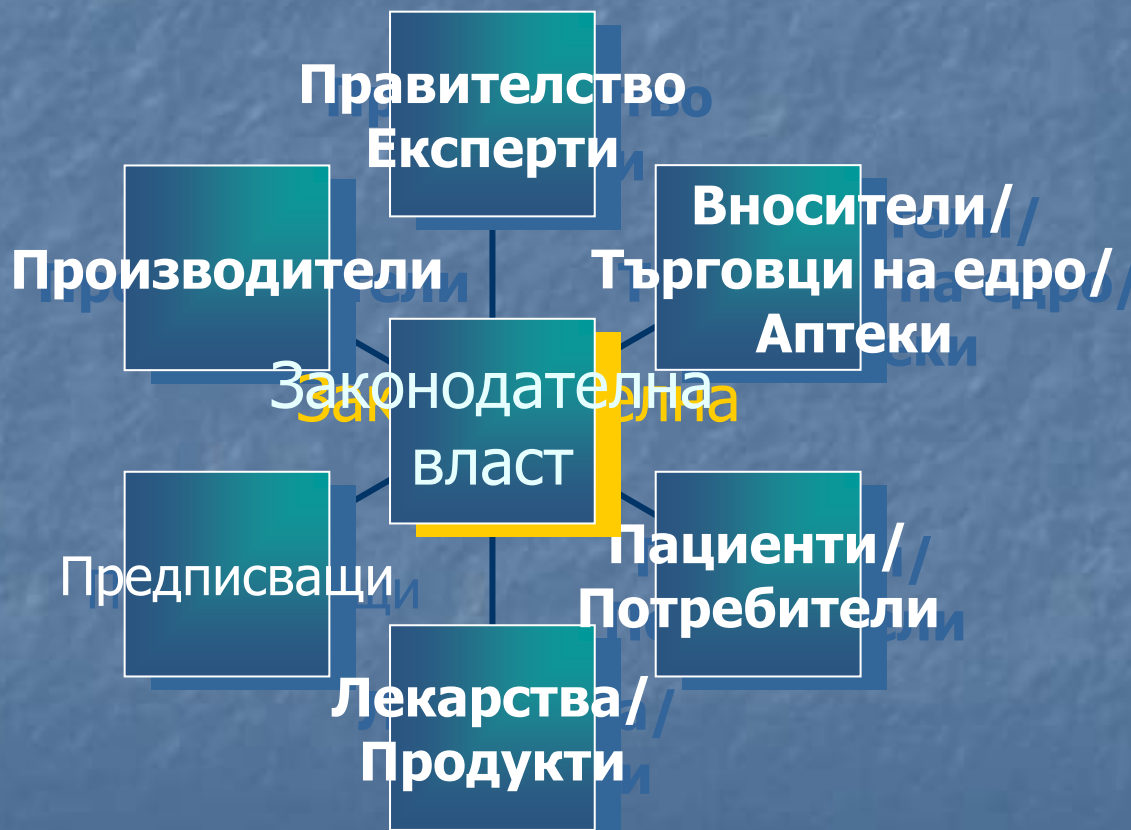 Правителство
Експерти
Производители
Вносители/
Търговци на едро/
Аптеки
Законодателна
власт
Предписващи
Пациенти/
Потребители
Лекарства/
Продукти